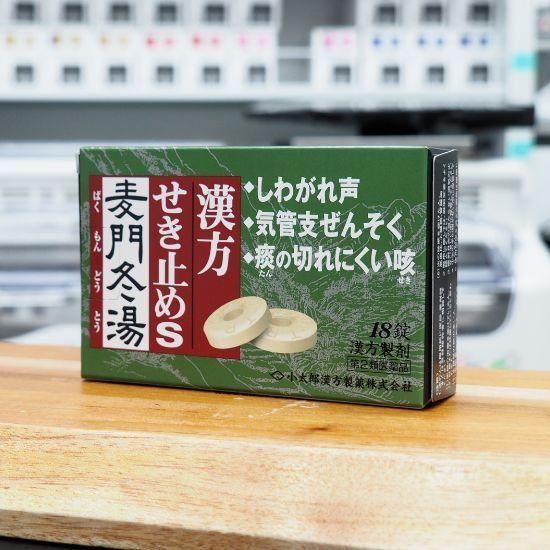 漢方
せき止めS
麦門冬湯
ばくもんどうとう
•しわがれ声
•気管支ぜんそく
•痰の切れにくい咳
たん
せき
18錠
漢方製剤
第2類医薬品
小太郎漢方製薬株式会社